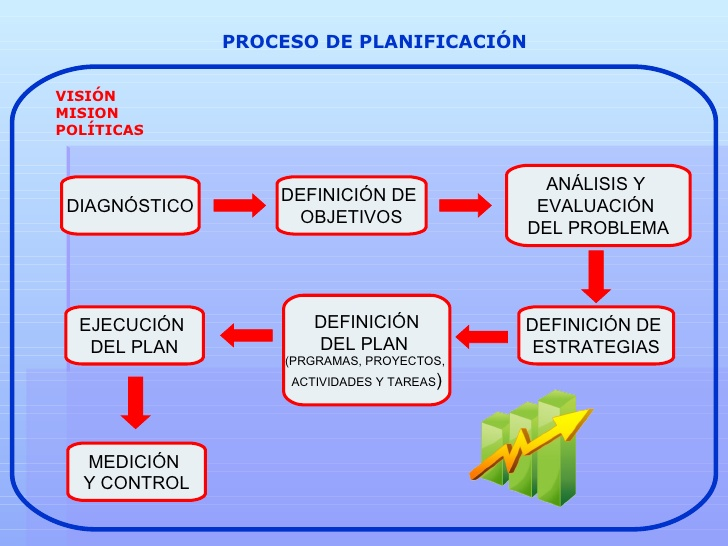 PROCESO DE PLANIFICACIÓN
VISIÓN
MISION
POLÍTICAS
DIAGNÓSTICO
DEFINICIÓN DE
OBJETIVOS
ANÁLISIS Y
EVALUACIÓN
DEL PROBLEMA
DEFINICIÓN DE
ESTRATEGIAS
DEFINICIÓN
DEL PLAN
(PRGRAMAS, PROYECTOS,
ACTIVIDADES Y TAREAS)
EJECUCIÓN
DEL PLAN
MEDICIÓN
Y CONTROL